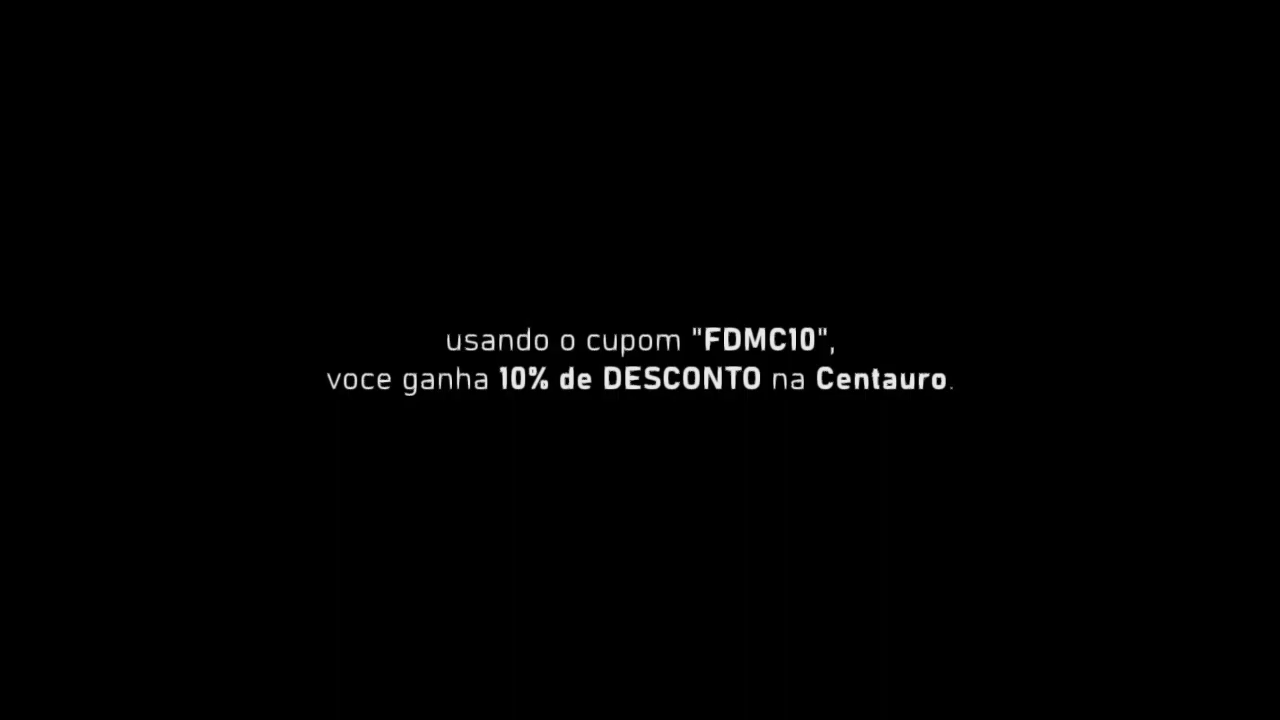 usando o cupom "FDMC10",
voce ganha 10% de DESCONTO na Centauro.